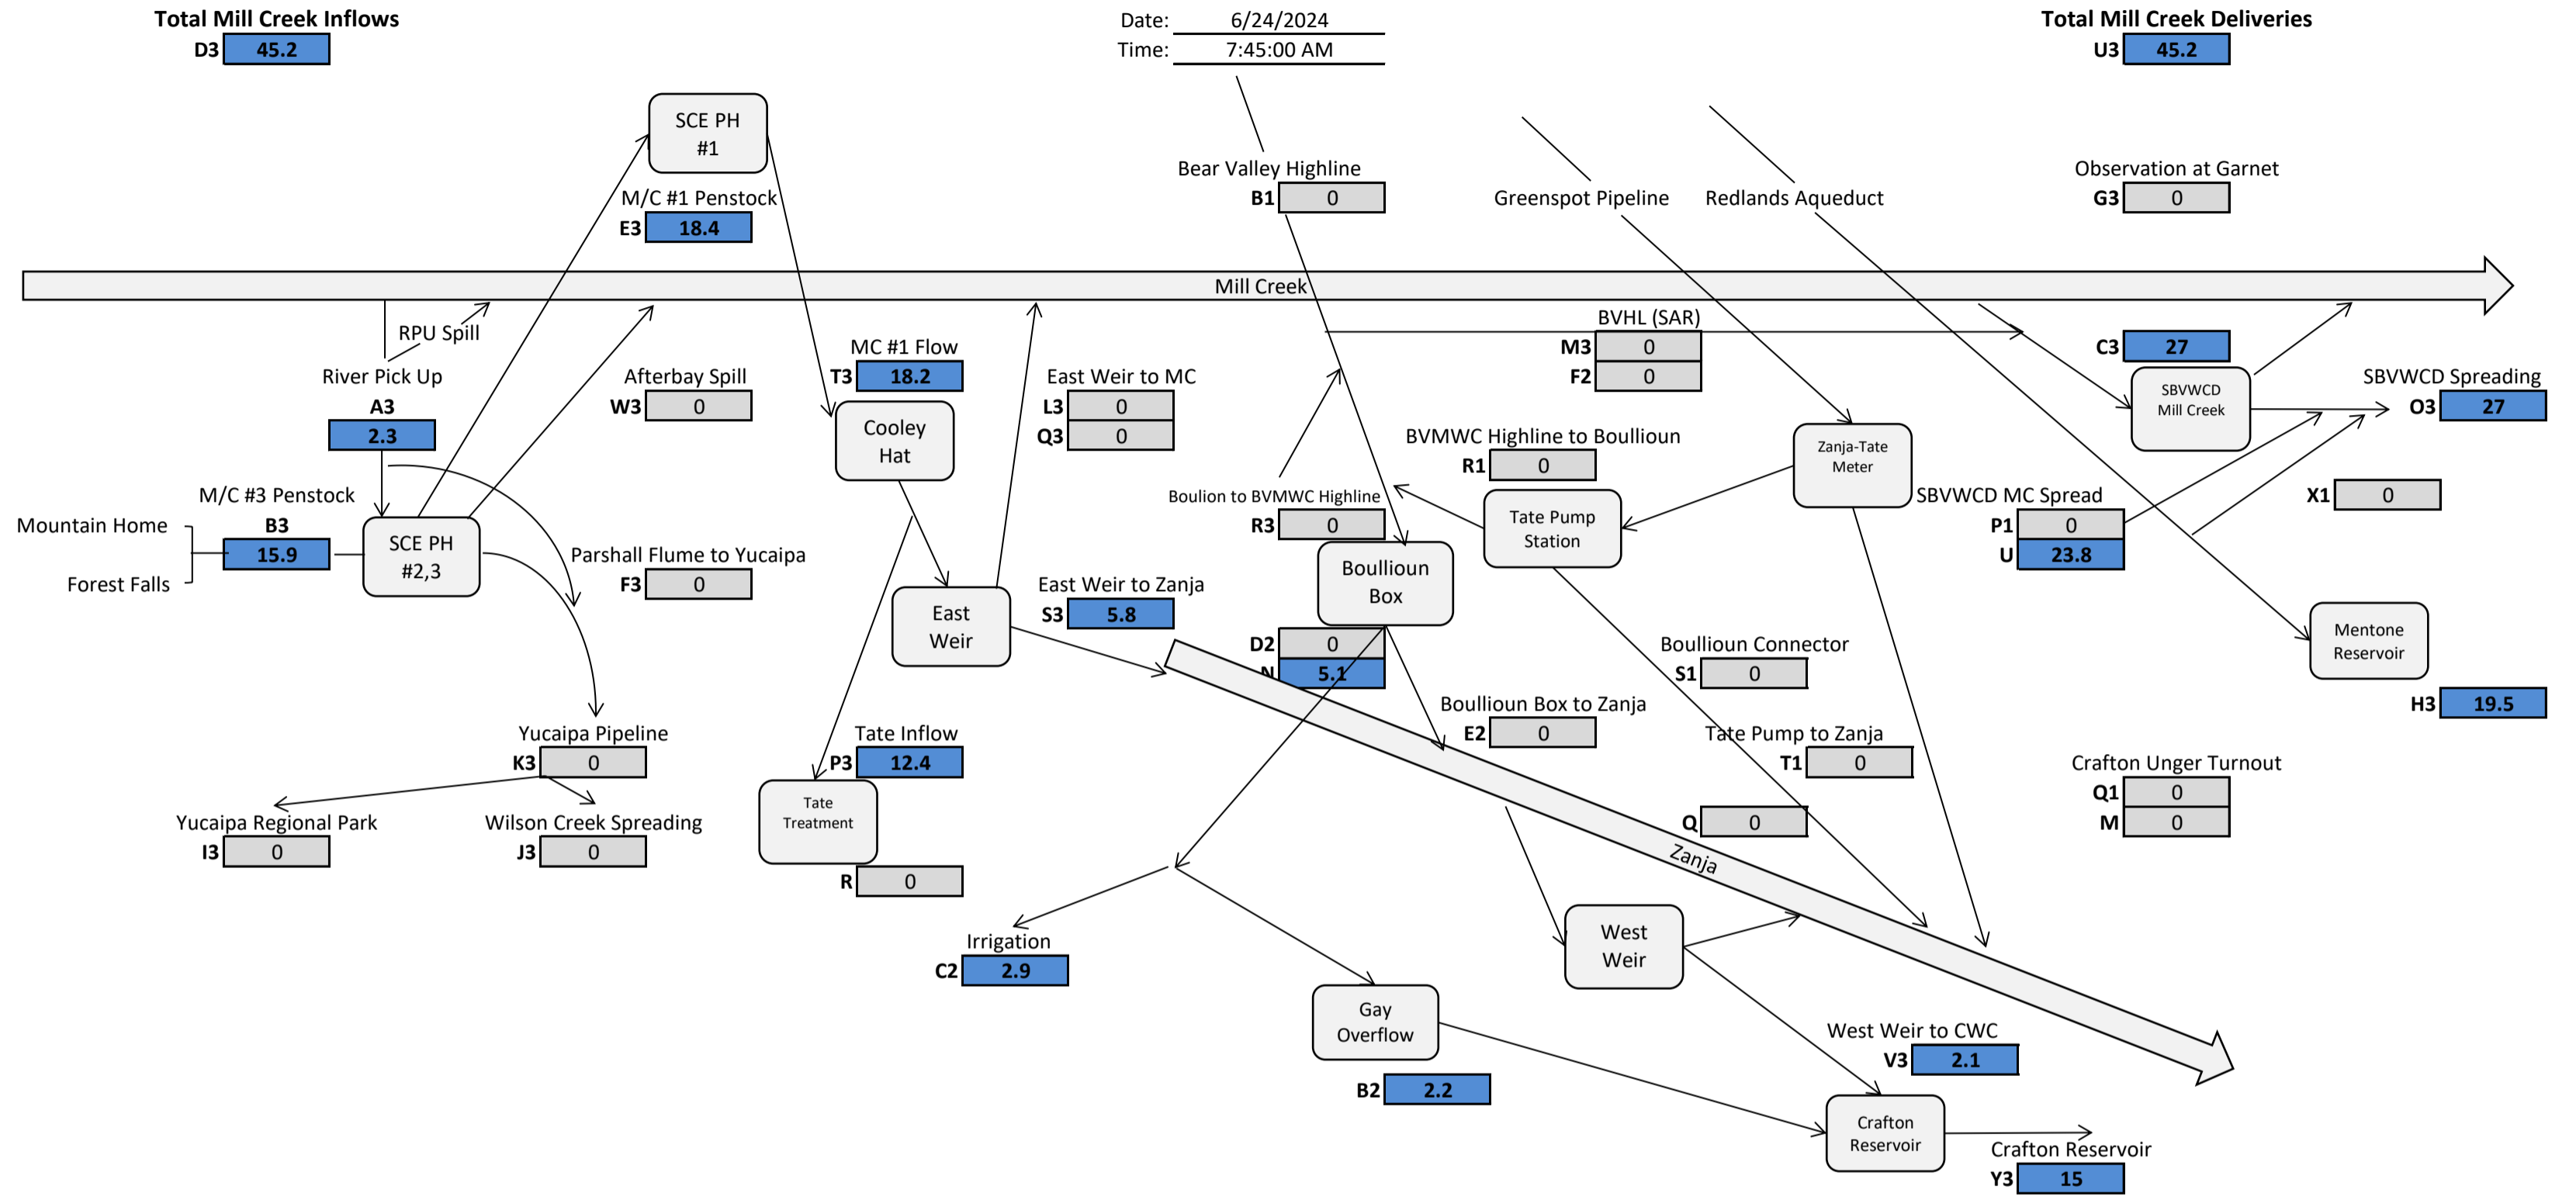 Total Mill Creek Inflows
D3 45.2
Date: 6/24/2024
Time: 7:45:00 AM
Total Mill Creek Deliveries
U3 45.2
SCE PH
#1
M/C #1 Penstock
E3 18.4
Bear Valley Highline
B1 0
Greenspot Pipeline
Redlands Aqueduct
Observation at Garnet
G3 0
Mill Creek
RPU Spill
River Pick Up
A3
2.3
Afterbay Spill
W3 0
MC #1 Flow
T3 18.2
Cooley
Hat
East Weir to MC
L3 0
Q3 0
BVHL (SAR)
M3 0
F2 0
C3 27
SBVWCD
Mill Creek
SBVWCD Spreading
O3 27
M/C #3 Penstock
B3
15.9
Mountain Home
Forest Falls
SCE PH
#2,3
Parshall Flume to Yucaipa
F3 0
BVMWC Highline to Boullioun
R1 0
Boulion to BVMWC Highline
R3 0
Tate Pump
Station
Zanja-Tate
Meter
SBVWCD MC Spread
P1 0
U 23.8
X1 0
East
Weir
East Weir to Zanja
S3 5.8
Boullioun
Box
D2 0
N 5.1
Boullioun Connector
S1 0
Mentone
Reservoir
H3 19.5
Yucaipa Pipeline
K3 0
Tate Inflow
P3 12.4
Boullioun Box to Zanja
E2 0
Tate Pump to Zanja
T1 0
Crafton Unger Turnout
Q1 0
M 0
Yucaipa Regional Park
I3 0
Wilson Creek Spreading
J3 0
Tate
Treatment
R 0
Q 0
Zanja
Irrigation
C2 2.9
West
Weir
Gay
Overflow
B2 2.2
West Weir to CWC
V3 2.1
Crafton
Reservoir
Crafton Reservoir
Y3 15